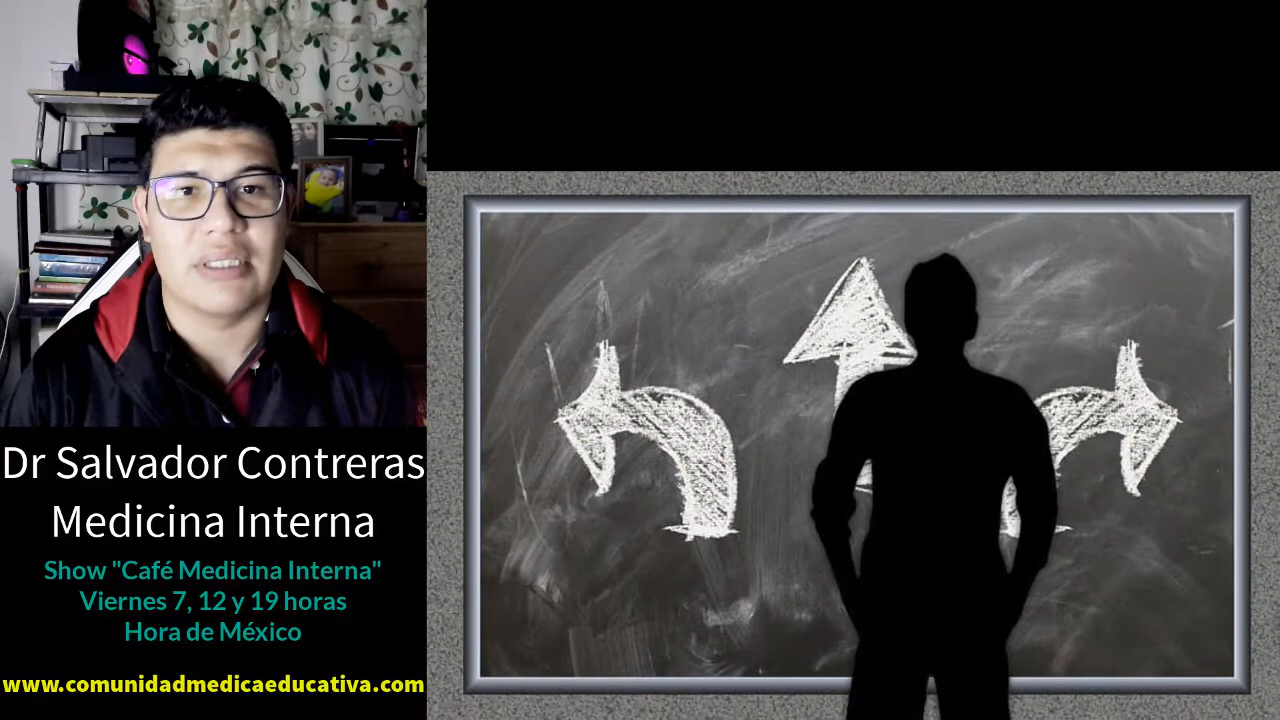 Dr Salvador Contreras
Medicina Interna
Show "Café Medicina Interna"
Viernes 7, 12 y 19 horas
Hora de México
www.comunidadmedicaeducativa.com